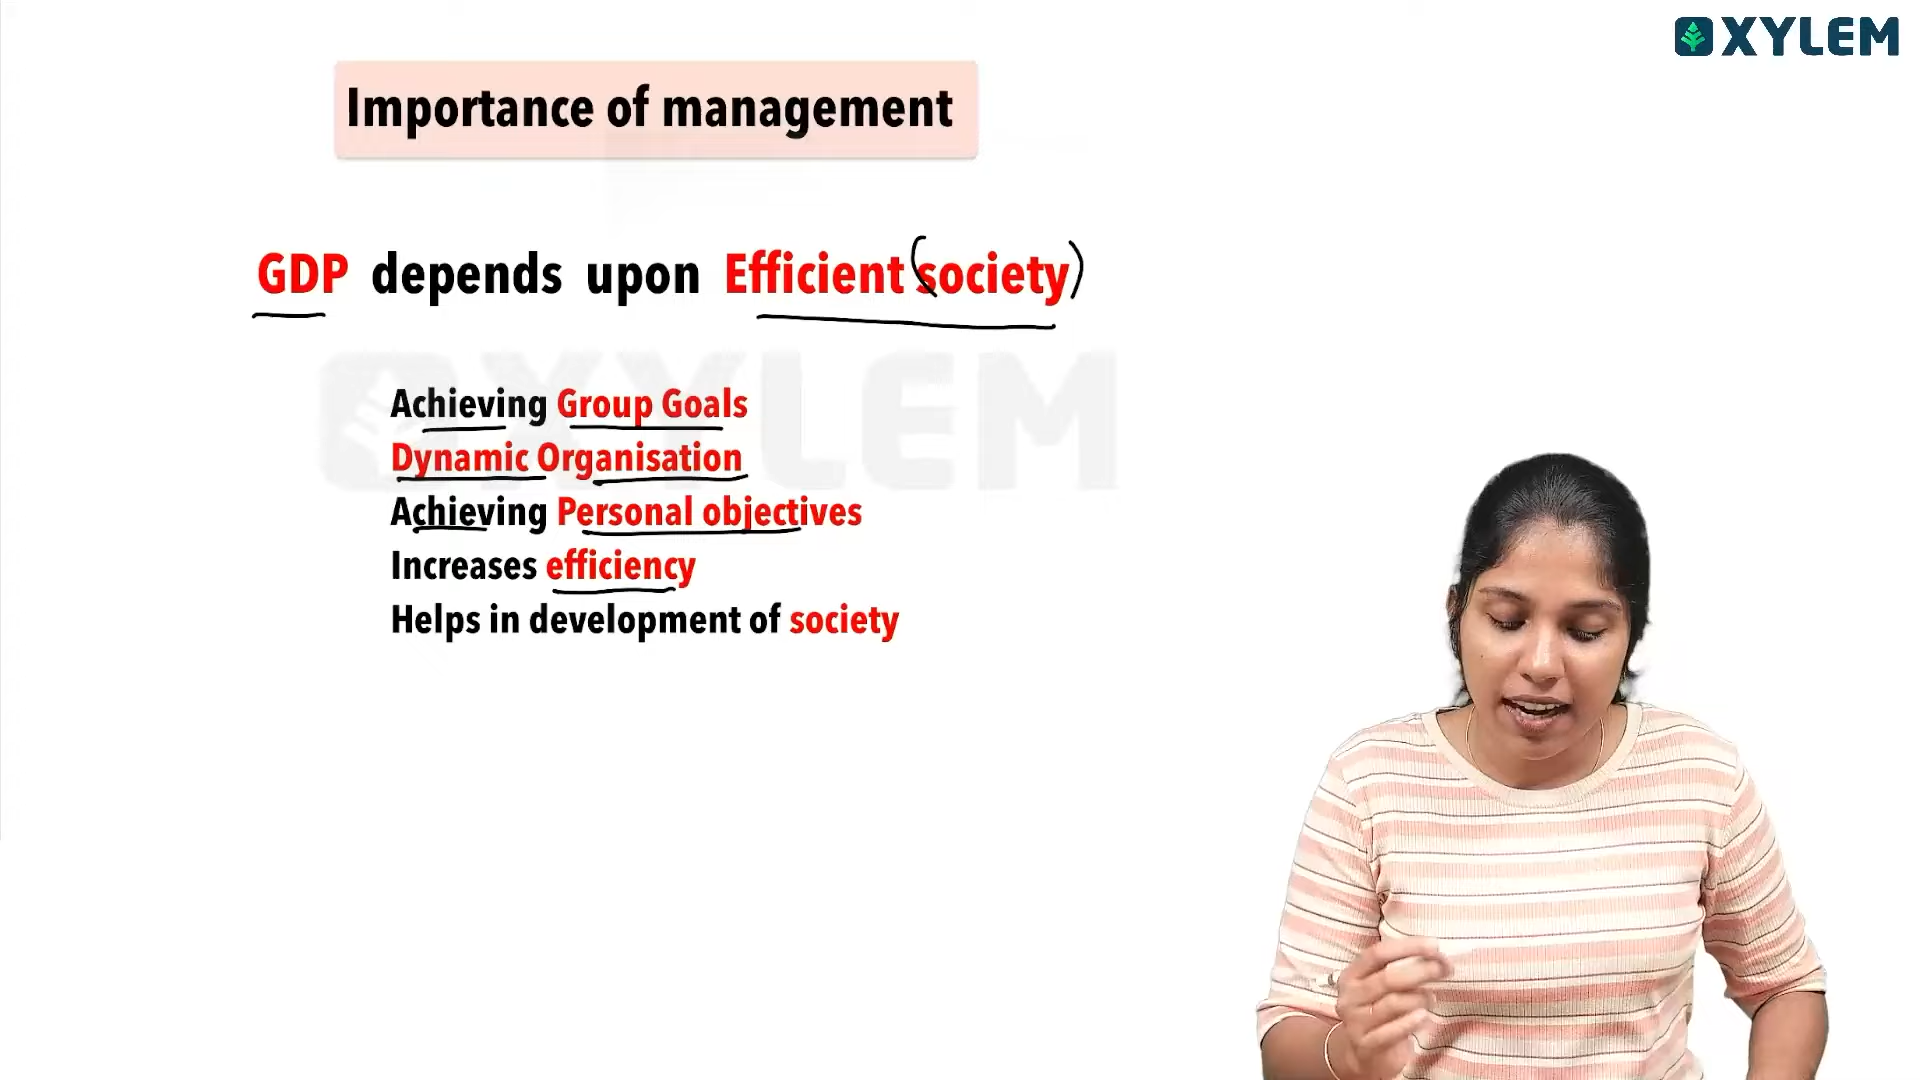 XYLEM
Importance of management
GDP depends upon Efficient (society)
XYLEM
Achieving Group Goals
Dynamic Organisation
Achieving Personal objectives
Increases efficiency
Helps in development of society